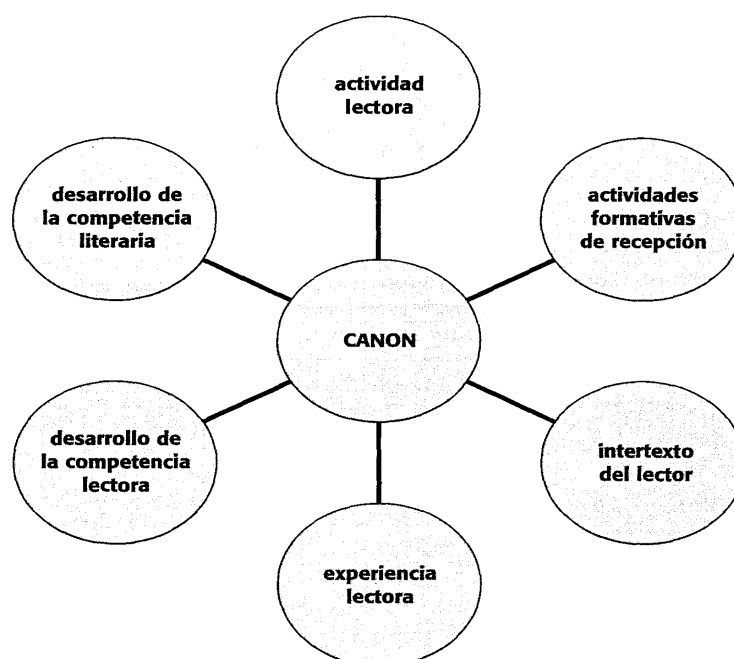 actividad
lectora
desarrollo de
la competencia
literaria
actividades
formativas
de recepción
CANON
desarrollo de
la competencia
lectora
intertexto
del lector
experiencia
lectora